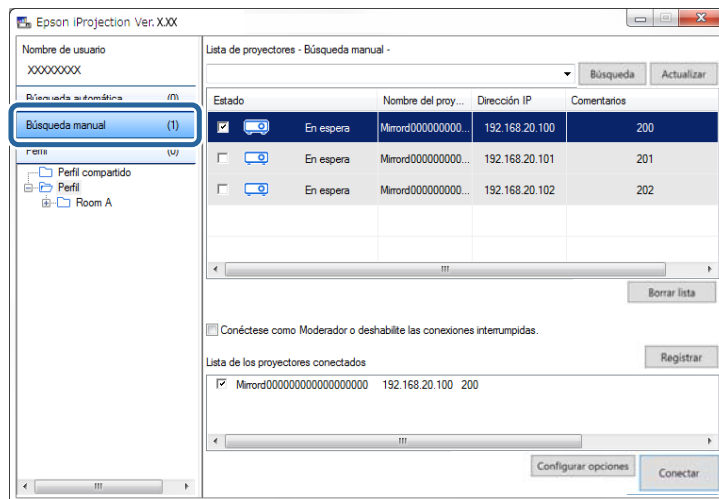 Epson iProjection Ver. X.XX
Nombre de usuario
XXXXXXXX
Búsqueda automática (0)
Búsqueda manual (1)
Perfil (0)
Perfil compartido
Perfil
Room A
Lista de proyectores - Búsqueda manual -
Búsqueda Actualizar
Estado Nombre del proy... Dirección IP Comentarios
En espera Mirrord000000000... 192.168.20.100 200
En espera Mirrord000000000... 192.168.20.101 201
En espera Mirrord000000000... 192.168.20.102 202
Borrar lista
Conéctese como Moderador o deshabilite las conexiones interrumpidas.
Lista de los proyectores conectados
Registrar
Mirrord000000000000000000 192.168.20.100 200
Configurar opciones Conectar